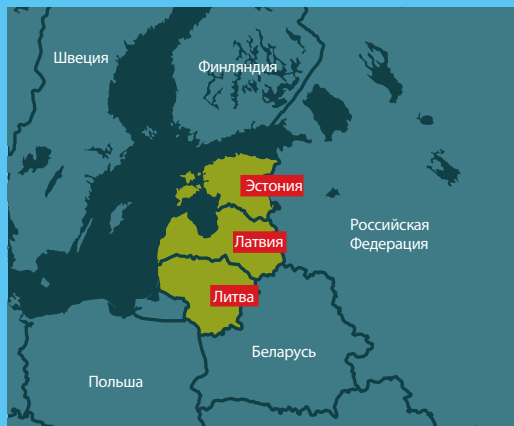 Швеция
Финляндия
Эстония
Российская
Федерация
Латвия
Литва
Беларусь
Польша